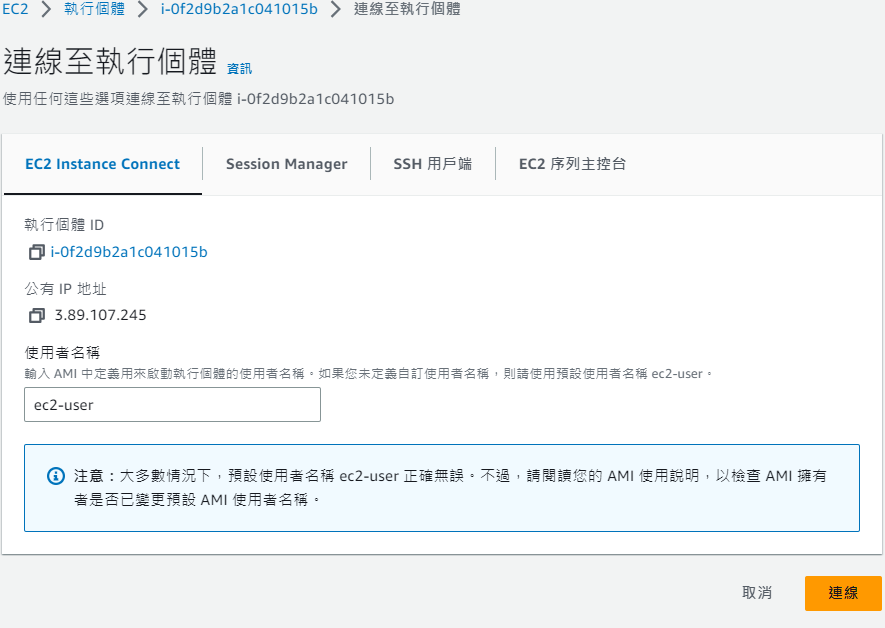 EC2 > 執行個體 > i-0f2d9b2a1c041015b > 連線至執行個體
連線至執行個體 資訊
使用任何這些選項連線至執行個體 i-0f2d9b2a1c041015b
EC2 Instance Connect Session Manager SSH 用戶端 EC2 序列主控台
執行個體 ID
i-0f2d9b2a1c041015b
公有 IP 地址
3.89.107.245
使用者名稱
輸入 AMI 中定義用來啟動執行個體的使用者名稱。如果您未定義自訂使用者名稱，則請使用預設使用者名稱 ec2-user。
ec2-user
注意：大多數情況下，預設使用者名稱 ec2-user 正確無誤。不過，請閱讀您的 AMI 使用說明，以檢查 AMI 擁有
者是否已變更預設 AMI 使用者名稱。
取消 連線